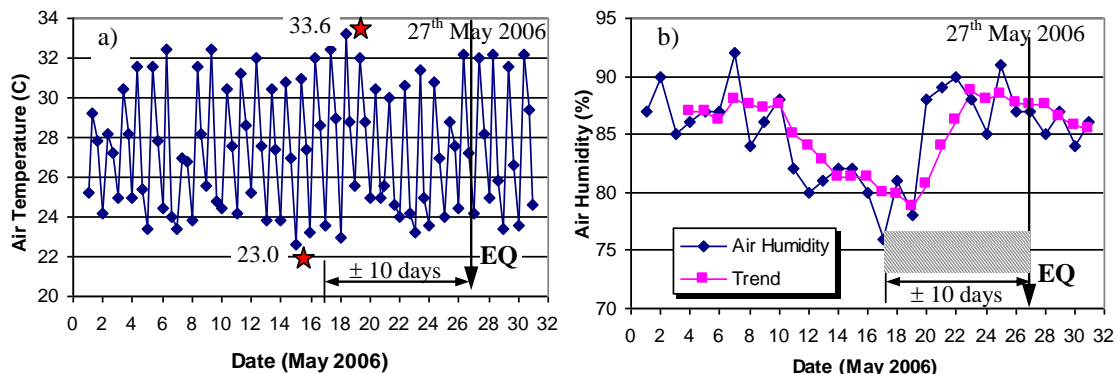 a)
33.6
27th May 2006
Air Temperature (C)
34
32
30
28
26
24
22
20
23.0
± 10 days
EQ
0 2 4 6 8 10 12 14 16 18 20 22 24 26 28 30 32
Date (May 2006)
b)
27th May 2006
Air Humidity (%)
95
90
85
80
75
70
Air Humidity
Trend
± 10 days
EQ
0 2 4 6 8 10 12 14 16 18 20 22 24 26 28 30 32
Date (May 2006)